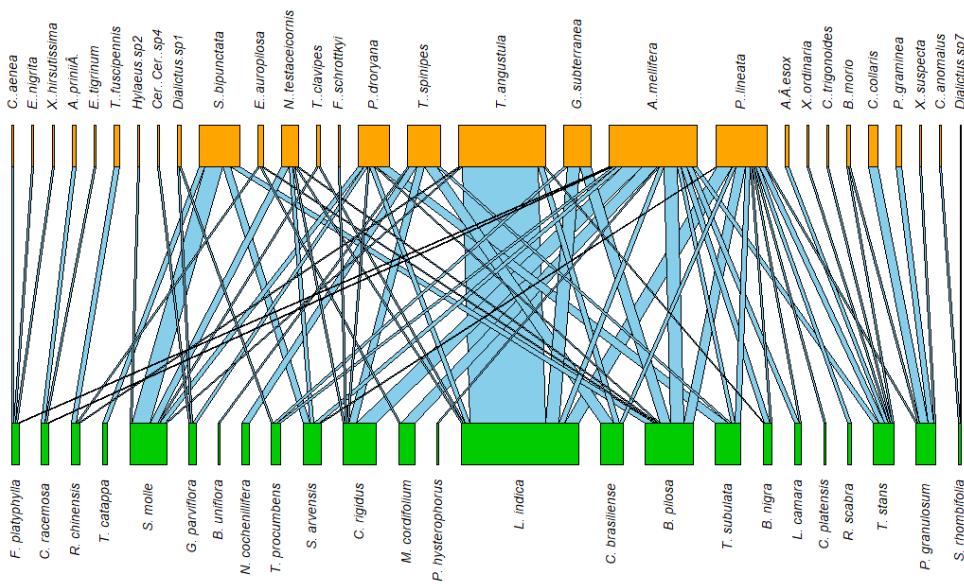 C..aenea
E..nigrita
X..hirsutissima
A..priniiÂ
E..tigrinum
T..fuscipennis
Hylaeus.sp2
Cer..Cer..sp4
Dialictus.sp1
S..bipunctata
E..auropilosa
N..testaceicornis
T..clavipes
F..schrottkyi
P..droryana
T..spinipes
T..angustula
G..subterranea
A..mellifera
P..lineata
A.Â.esox
X..ordinaria
C..trigonoides
B..morio
C..collaris
P..graminea
X..suspecta
C..anomalus
Dialictus.sp7
F. platyphylla
C. racemosa
R. chinensis
T. catappa
S. molle
G. parviflora
B. uniflora
N. cochenillifera
T. procumbens
S. arvensis
C. rigidus
M. cordifolium
P. hysterophorus
L. indica
C. brasiliense
B. pilosa
T. subulata
B. nigra
L. camara
C. platensis
R. scabra
T. stans
P. granulosum
S. rhombifolia